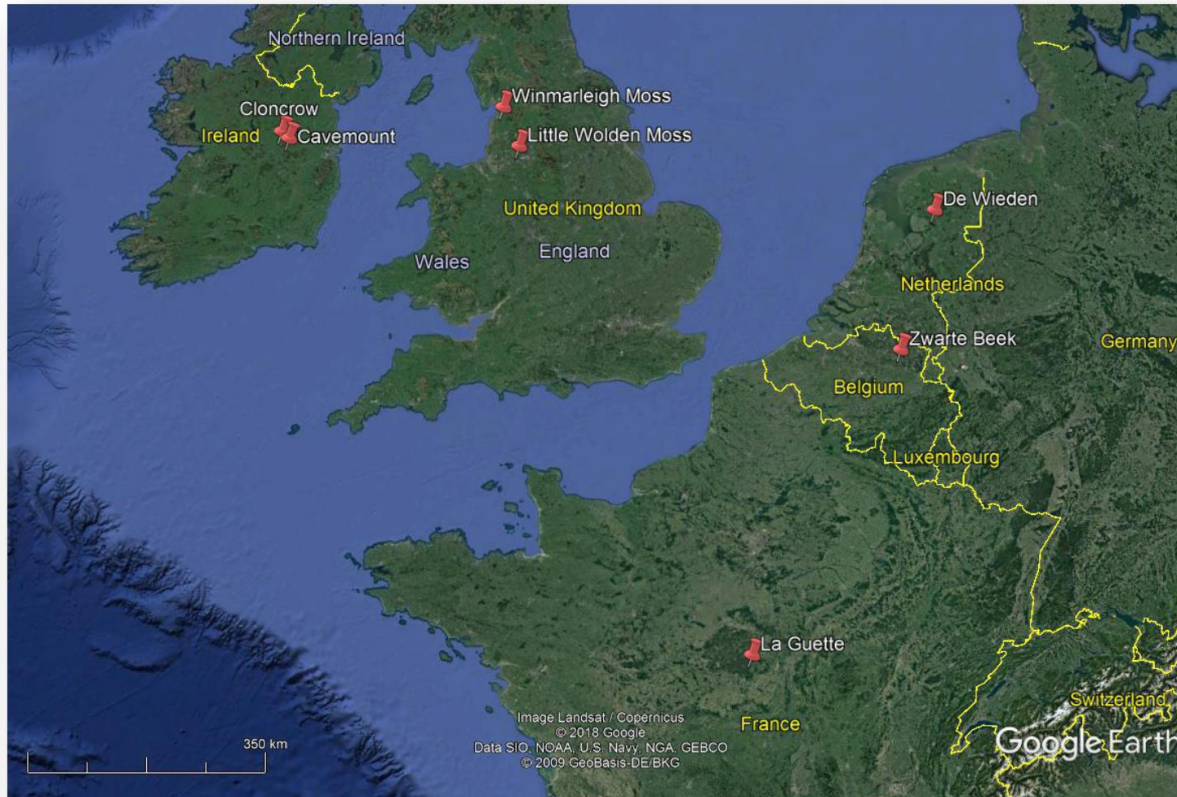 Northern Ireland
Winmarleigh Moss
Cloncrow
Ireland
Cavemount
Little Wolden Moss
De Wieden
United Kingdom
Wales
England
Netherlands
Zwarte Beek
Germany
Belgium
Luxembourg
La Guette
Switzerland
France
Image Landsat / Copernicus
© 2018 Google
Data SIO, NOAA, U.S. Navy, NGA, GEBCO
© 2009 GeoBasis-DE/BKG
350 km
Google Earth